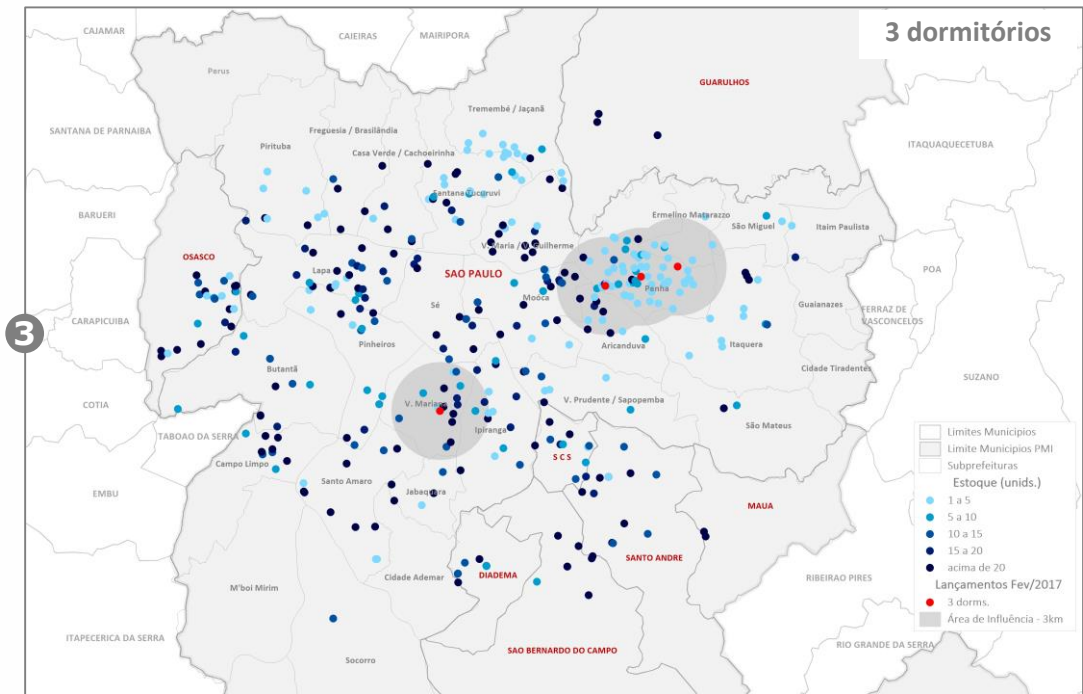 3 dormitórios
CAJAMAR
CAIEIRAS
MAIRIPORA
Perus
GUARULHOS
Tremembé / Jaçanã
SANTANA DE PARNAIBA
Freguesia / Brasilândia
ITAQUAQUECETUBA
Pirituba
Casa Verde / Cachoeirinha
Santana/Tucuruvi
BARUERI
Ermelino Matarazzo
São Miguel
Itaim Paulista
V. Maria / V. Guilherme
OSASCO
Lapa
SAO PAULO
POA
Penha
Sé
Mooca
Guaianazes
FERRAZ DE
VASCONCELOS
CARAPICUIBA
3
Pinheiros
Aricanduva
Itaquera
Butantã
Cidade Tiradentes
SUZANO
COTIA
V. Mariana
V. Prudente / Sapopemba
São Mateus
Ipiranga
TABOAO DA SERRA
Campo Limpo
S C S
Santo Amaro
Jabaquara
EMBU
MAUA
SANTO ANDRE
Cidade Ademar
DIADEMA
RIBEIRAO PIRES
M'boi Mirim
ITAPECERICA DA SERRA
SAO BERNARDO DO CAMPO
RIO GRANDE DA SERRA
Socorro
Limites Municipios
Limite Municipios PMI
Subprefeituras
Estoque (unids.)
1 a 5
5 a 10
10 a 15
15 a 20
acima de 20
Lançamentos Fev/2017
3 dorms.
Área de Influência - 3km